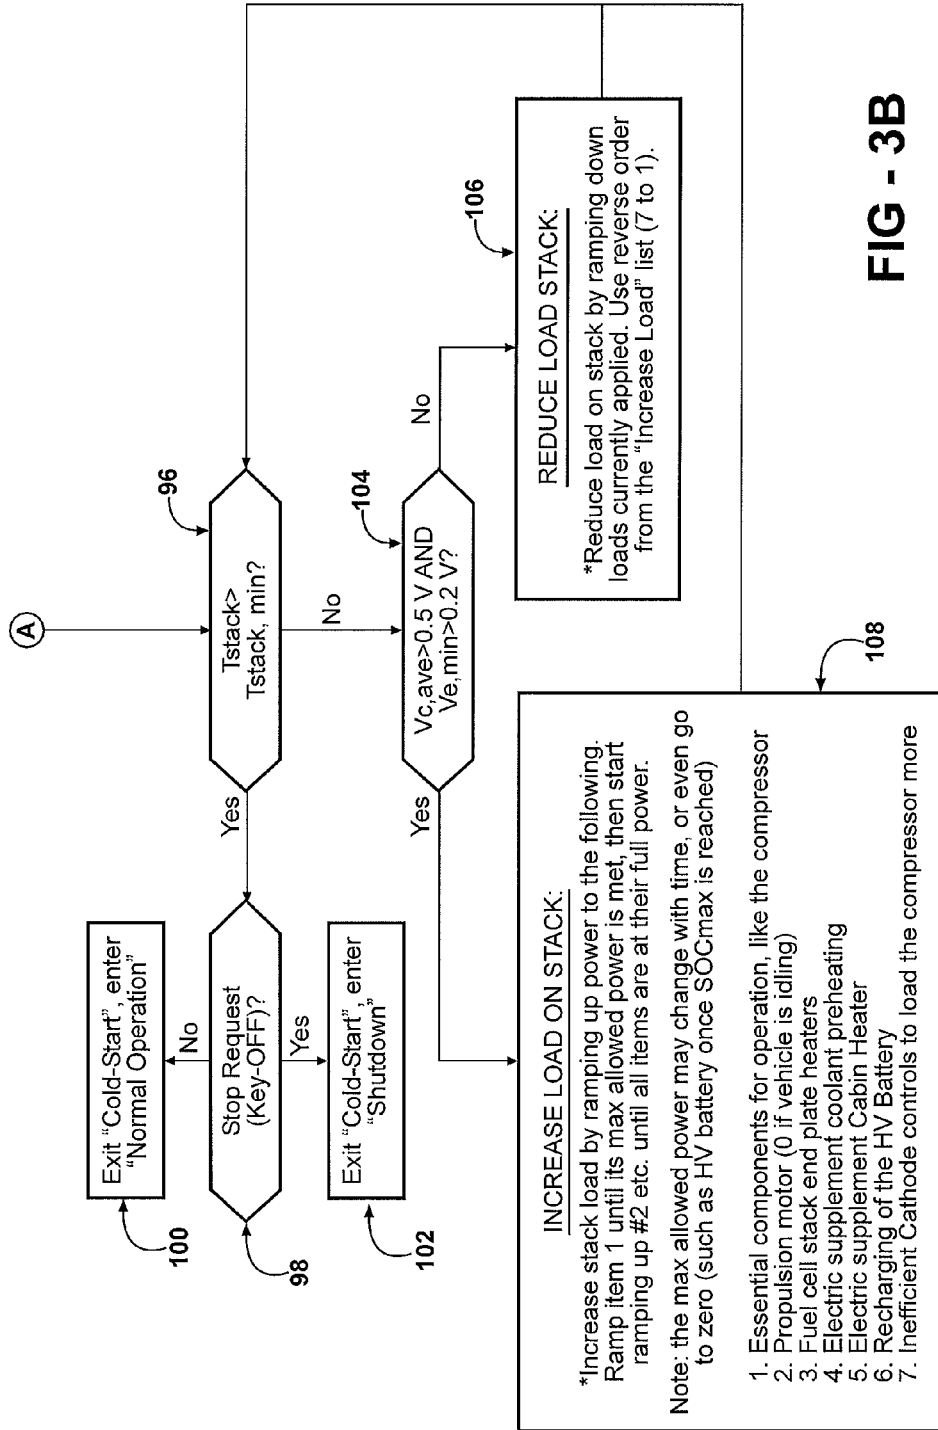 A
96
Tstack>
Tstack, min?
Yes
No
Stop Request
(Key-OFF)?
98
No
Yes
Exit “Cold-Start”, enter
“Normal Operation”
100
Exit “Cold-Start”, enter
“Shutdown”
102
104
Vc,ave>0.5 V AND
Ve,min>0.2 V?
Yes
No
106
REDUCE LOAD STACK:
*Reduce load on stack by ramping down
loads currently applied. Use reverse order
from the “Increase Load” list (7 to 1).
INCREASE LOAD ON STACK:
*Increase stack load by ramping up power to the following.
Ramp item 1 until its max allowed power is met, then start
ramping up #2 etc. until all items are at their full power.
Note: the max allowed power may change with time, or even go
to zero (such as HV battery once SOCmax is reached)
1. Essential components for operation, like the compressor
2. Propulsion motor (0 if vehicle is idling)
3. Fuel cell stack end plate heaters
4. Electric supplement coolant preheating
5. Electric supplement Cabin Heater
6. Recharging of the HV Battery
7. Inefficient Cathode controls to load the compressor more
108
FIG - 3B